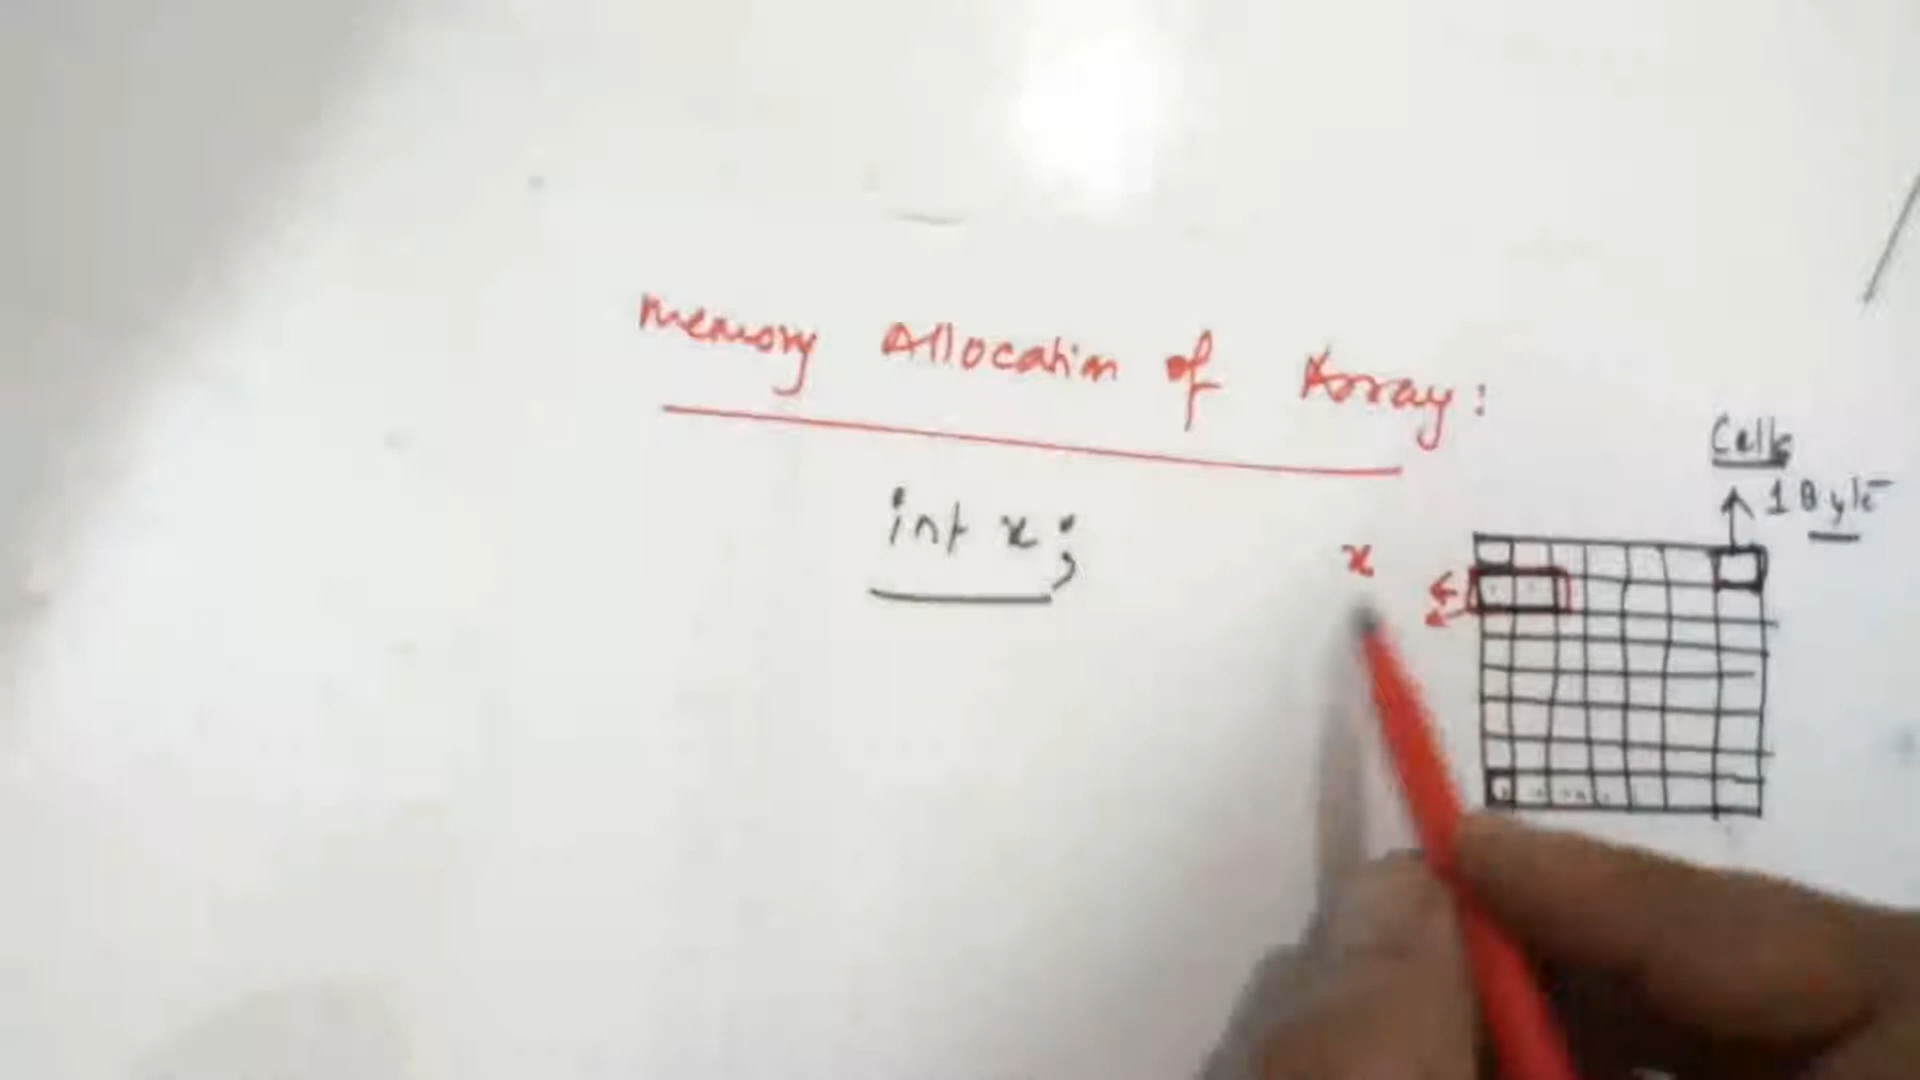 Memory Allocation of Array:
Cells
int x;
1 Byte
x